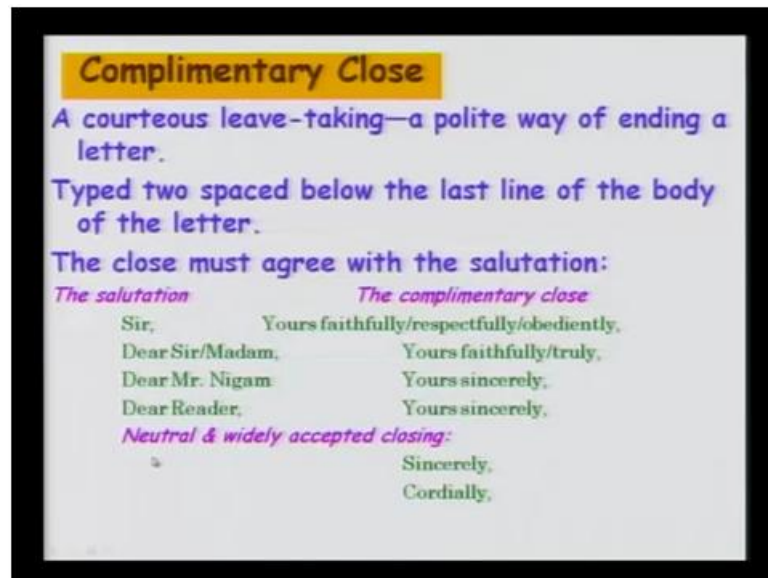 Complimentary Close
A courteous leave-taking—a polite way of ending a
letter.
Typed two spaced below the last line of the body
of the letter.
The close must agree with the salutation:
The salutation The complimentary close
Sir, Yours faithfully/respectfully/obediently,
Dear Sir/Madam, Yours faithfully/truly,
Dear Mr. Nigam Yours sincerely,
Dear Reader, Yours sincerely,
Neutral & widely accepted closing:
Sincerely,
Cordially,